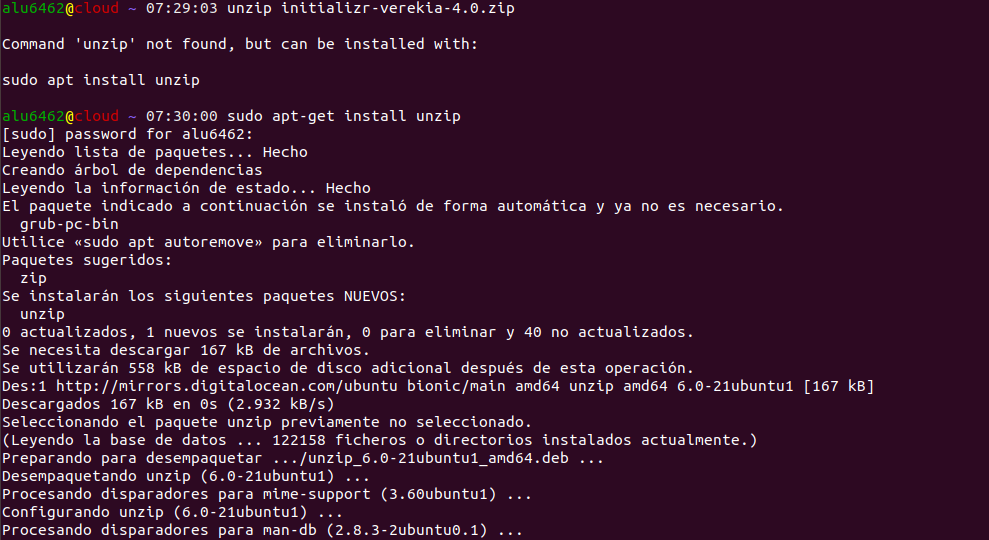 alu6462@cloud ~ 07:29:03 unzip initializr-verekia-4.0.zip
Command 'unzip' not found, but can be installed with:
sudo apt install unzip
alu6462@cloud ~ 07:30:00 sudo apt-get install unzip
[sudo] password for alu6462:
Leyendo lista de paquetes... Hecho
Creando árbol de dependencias
Leyendo la información de estado... Hecho
El paquete indicado a continuación se instaló de forma automática y ya no es necesario.
  grub-pc-bin
Utilice «sudo apt autoremove» para eliminarlo.
Paquetes sugeridos:
  zip
Se instalarán los siguientes paquetes NUEVOS:
  unzip
0 actualizados, 1 nuevos se instalarán, 0 para eliminar y 40 no actualizados.
Se necesita descargar 167 kB de archivos.
Se utilizarán 558 kB de espacio de disco adicional después de esta operación.
Des:1 http://mirrors.digitalocean.com/ubuntu bionic/main amd64 unzip amd64 6.0-21ubuntu1 [167 kB]
Descargados 167 kB en 0s (2.932 kB/s)
Seleccionando el paquete unzip previamente no seleccionado.
(Leyendo la base de datos ... 122158 ficheros o directorios instalados actualmente.)
Preparando para desempaquetar .../unzip_6.0-21ubuntu1_amd64.deb ...
Desempaquetando unzip (6.0-21ubuntu1) ...
Procesando disparadores para mime-support (3.60ubuntu1) ...
Configurando unzip (6.0-21ubuntu1) ...
Procesando disparadores para man-db (2.8.3-2ubuntu0.1) ...